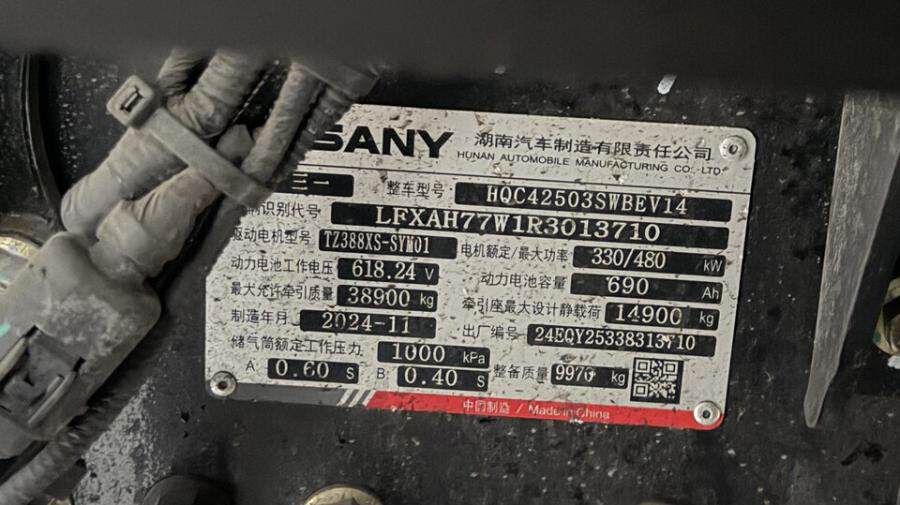 SANY 湖南汽车制造有限责任公司
HUNAN AUTOMOBILE MANUFACTURING CO.,LTD
三一 整车型号 HQC42503SWBEV14
识别代号 LFXAH77W1R3013710
驱动电机型号 TZ388XS-SYM01 电机额定/最大功率 330/480 kW
动力电池工作电压 618.24 V 动力电池容量 690 Ah
最大允许牵引质量 38900 kg 牵引座最大设计静载荷 14900 kg
制造年月 2024-11 出厂编号
储气筒额定工作压力 1000 kPa
A: 0.60 S B: 0.40 S 整备质量 9970 kg
中国制造 / Made in China